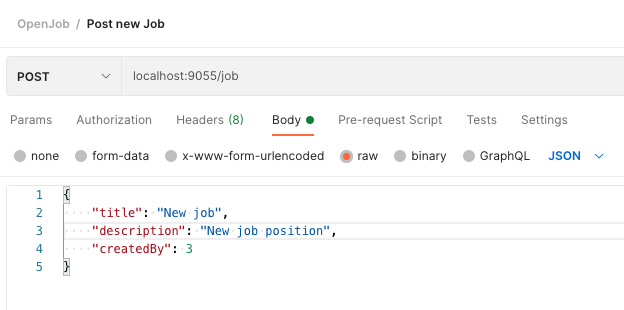 OpenJob / Post new Job
POST localhost:9055/job
Params Authorization Headers (8) Body Pre-request Script Tests Settings
none form-data x-www-form-urlencoded raw binary GraphQL JSON
1 {
2 "title": "New job",
3 "description": "New job position",
4 "createdBy": 3
5 }